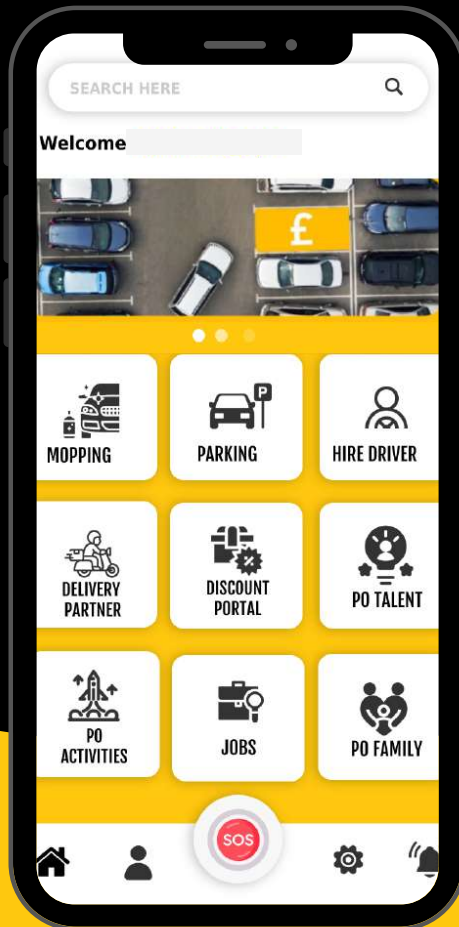 SEARCH HERE
Welcome
£
P
MOPPING
PARKING
HIRE DRIVER
DELIVERY
PARTNER
DISCOUNT
PORTAL
PO TALENT
PO
ACTIVITIES
JOBS
PO FAMILY
SOS